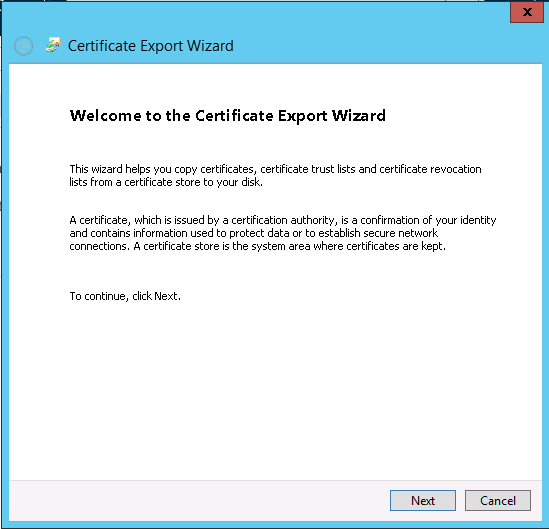 x
Certificate Export Wizard
Welcome to the Certificate Export Wizard
This wizard helps you copy certificates, certificate trust lists and certificate revocation
lists from a certificate store to your disk.
A certificate, which is issued by a certification authority, is a confirmation of your identity
and contains information used to protect data or to establish secure network
connections. A certificate store is the system area where certificates are kept.
To continue, click Next.
Next Cancel